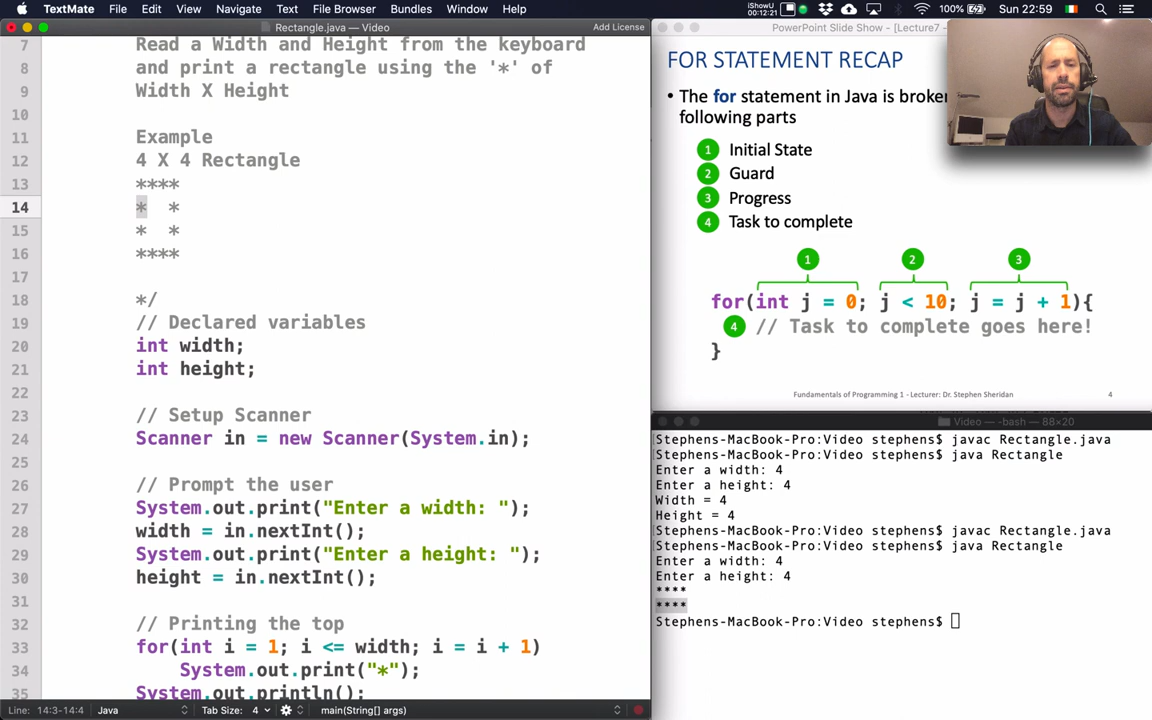 TextMate File Edit View Navigate Text File Browser Bundles Window Help
iShowU
00:12:21
100% Sun 22:59
Rectangle.java — Video
Add License
7 Read a Width and Height from the keyboard
8 and print a rectangle using the '*' of
9 Width X Height
10
11 Example
12 4 X 4 Rectangle
13 ****
14 *  *
15 *  *
16 ****
17
18 */
19 // Declared variables
20 int width;
21 int height;
22
23 // Setup Scanner
24 Scanner in = new Scanner(System.in);
25
26 // Prompt the user
27 System.out.print("Enter a width: ");
28 width = in.nextInt();
29 System.out.print("Enter a height: ");
30 height = in.nextInt();
31
32 // Printing the top
33 for(int i = 1; i <= width; i = i + 1)
34 System.out.print("*");
35 System.out.println();
Line: 14:3-14:4 Java Tab Size: 4 main(String[] args)
PowerPoint Slide Show - [Lecture7 -
FOR STATEMENT RECAP
• The for statement in Java is broken
following parts
1 Initial State
2 Guard
3 Progress
4 Task to complete
1 2 3
for(int j = 0; j < 10; j = j + 1){
4 // Task to complete goes here!
}
Fundamentals of Programming 1 - Lecturer: Dr. Stephen Sheridan 4
Video — -bash — 88×20
Stephens-MacBook-Pro:Video stephens$ javac Rectangle.java
Stephens-MacBook-Pro:Video stephens$ java Rectangle
Enter a width: 4
Enter a height: 4
Width = 4
Height = 4
Stephens-MacBook-Pro:Video stephens$ javac Rectangle.java
Stephens-MacBook-Pro:Video stephens$ java Rectangle
Enter a width: 4
Enter a height: 4
****
****
Stephens-MacBook-Pro:Video stephens$